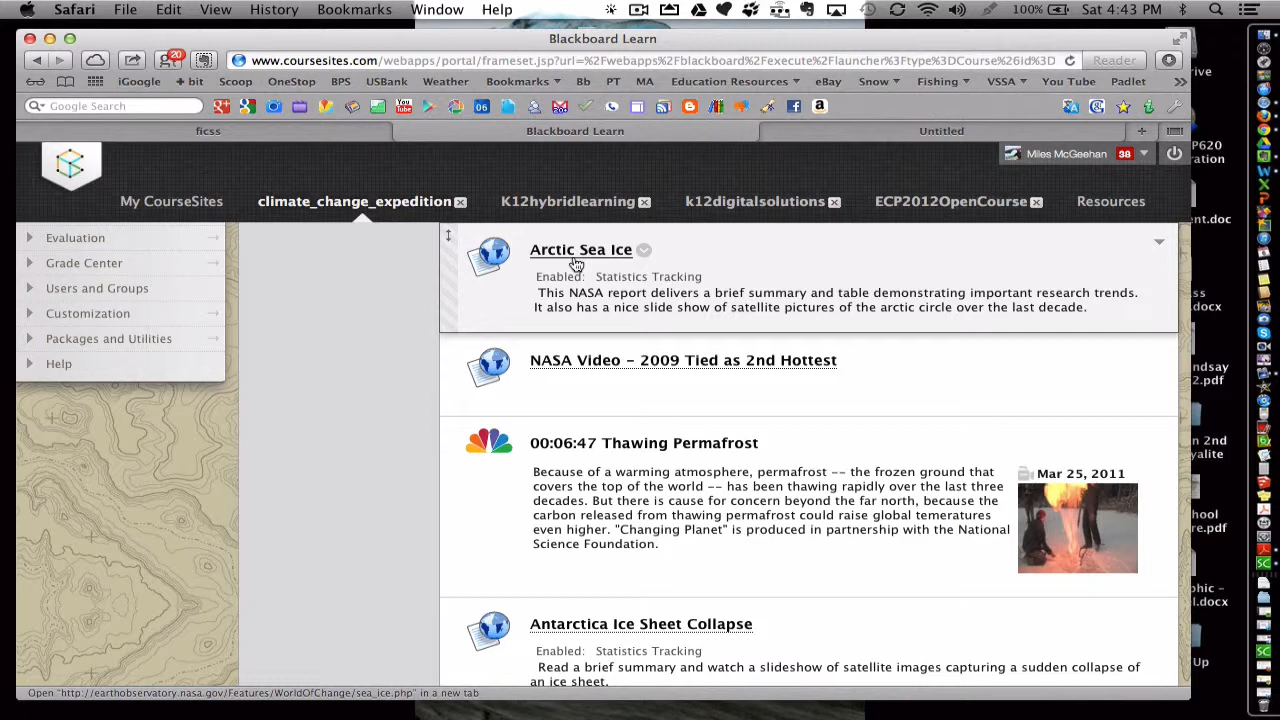 Safari File Edit View History Bookmarks Window Help 100% Sat 4:43 PM
Blackboard Learn
20 www.coursesites.com/webapps/portal/frameset.jsp?url=%2Fwebapps%2Fblackboard%2Fexecute%2Flauncher%3Ftype%3DCourse%26id%3D Reader
iGoogle bit Scoop OneStop BPS USBank Weather Bookmarks Bb PT MA Education Resources eBay Snow Fishing VSSA You Tube Padlet
Google Search 06
ficss Blackboard Learn Untitled
Miles McGeehan 38
My CourseSites climate_change_expedition K12hybridlearning k12digitalsolutions ECP2012OpenCourse Resources
Evaluation
Grade Center
Users and Groups
Customization
Packages and Utilities
Help
Arctic Sea Ice
Enabled: Statistics Tracking
This NASA report delivers a brief summary and table demonstrating important research trends.
It also has a nice slide show of satellite pictures of the arctic circle over the last decade.
NASA Video - 2009 Tied as 2nd Hottest
00:06:47 Thawing Permafrost
Because of a warming atmosphere, permafrost -- the frozen ground that
covers the top of the world -- has been thawing rapidly over the last three
decades. But there is cause for concern beyond the far north, because the
carbon released from thawing permafrost could raise global temeratures
even higher. "Changing Planet" is produced in partnership with the National
Science Foundation.
Mar 25, 2011
Antarctica Ice Sheet Collapse
Enabled: Statistics Tracking
Read a brief summary and watch a slideshow of satellite images capturing a sudden collapse of
an ice sheet.
Open "http://earthobservatory.nasa.gov/Features/WorldOfChange/sea_ice.php" in a new tab